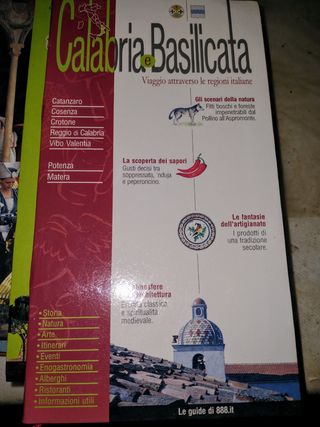 Calabria e Basilicata
Viaggio attraverso le regioni italiane
Catanzaro
Cosenza
Crotone
Reggio di Calabria
Vibo Valentia
Potenza
Matera
Gli scenari della natura
Fitti boschi e foreste
impenetrabili dal
Pollino all'Aspromonte.
La scoperta dei sapori
Gusti decisi tra
soppressata, 'nduja
e peperoncino.
Le fantasie
dell'artigianato
I prodotti di
una tradizione
secolare.
architettura
classica
e spiritualità
medievale.
• Storia
• Natura
• Arte
• Itinerari
• Eventi
• Enogastronomia
• Alberghi
• Ristoranti
• Informazioni utili
Le guide di 888.it